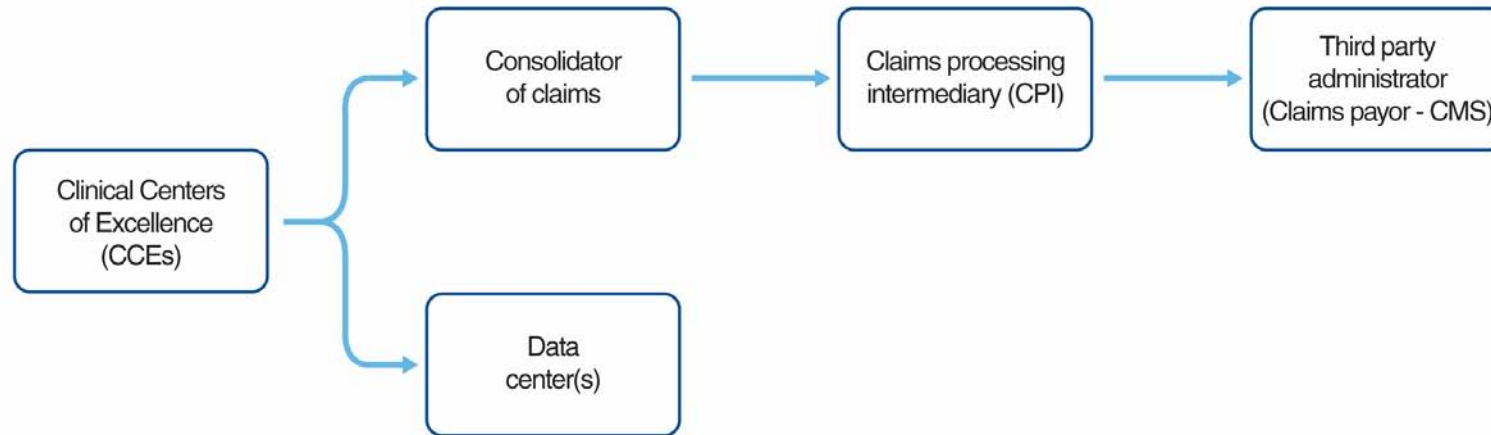 Consolidator
of claims
Claims processing
intermediary (CPI)
Third party
administrator
(Claims payor - CMS)
Clinical Centers
of Excellence
(CCEs)
Data
center(s)